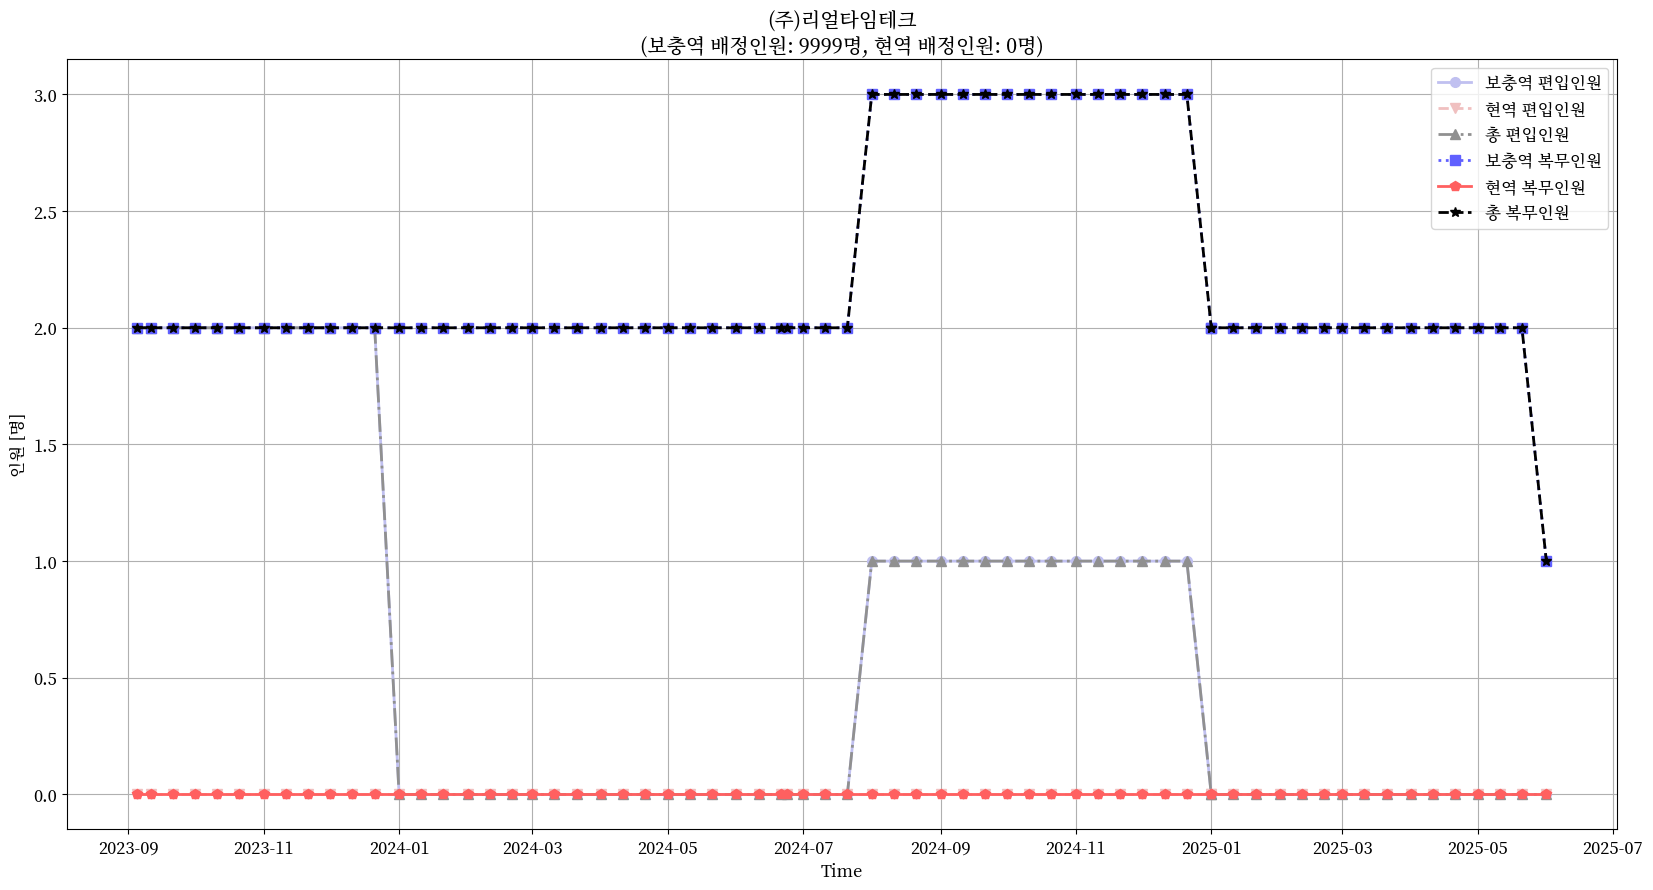 (주)리얼타임테크
(보충역 배정인원: 9999명, 현역 배정인원: 0명)
보충역 편입인원
현역 편입인원
총 편입인원
보충역 복무인원
현역 복무인원
총 복무인원
인원 [명]
3.0
2.5
2.0
1.5
1.0
0.5
0.0
2023-09 2023-11 2024-01 2024-03 2024-05 2024-07 2024-09 2024-11 2025-01 2025-03 2025-05 2025-07
Time